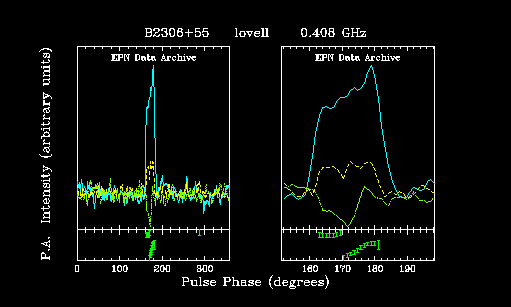 B2306+55 lovell 0.408 GHz
EPN Data Archive EPN Data Archive
P.A. Intensity (arbitrary units)
0 100 200 300 160 170 180 190
Pulse Phase (degrees)